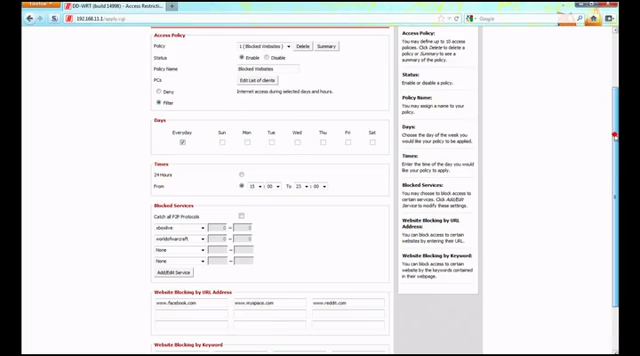 DD-WRT (build 14998) - Access Restricti...
192.168.11.1/apply.cgi
Google
Access Policy
Policy 1 ( Blocked Websites ) Delete Summary
Status Enable Disable
Policy Name Blocked Websites
PCs Edit List of clients
Deny Internet access during selected days and hours.
Filter
Days
Everyday Sun Mon Tue Wed Thu Fri Sat
Times
24 Hours
From 15 : 00 To 23 : 00
Blocked Services
Catch all P2P Protocols
xboxlive 0 ~ 0
worldofwarcraft 0 ~ 0
None
None
Add/Edit Service
Website Blocking by URL Address
www.facebook.com www.myspace.com www.reddit.com
Website Blocking by Keyword
Access Policy:
You may define up to 10 access
policies. Click Delete to delete a
policy or Summary to see a
summary of the policy.
Status:
Enable or disable a policy.
Policy Name:
You may assign a name to your
policy.
Days:
Choose the day of the week you
would like your policy to be applied.
Times:
Enter the time of the day you would
like your policy to apply.
Blocked Services:
You may choose to block access to
certain services. Click Add/Edit
Service to modify these settings.
Website Blocking by URL
Address:
You can block access to certain
websites by entering their URL.
Website Blocking by Keyword:
You can block access to certain
website by the keywords contained
in their webpage.